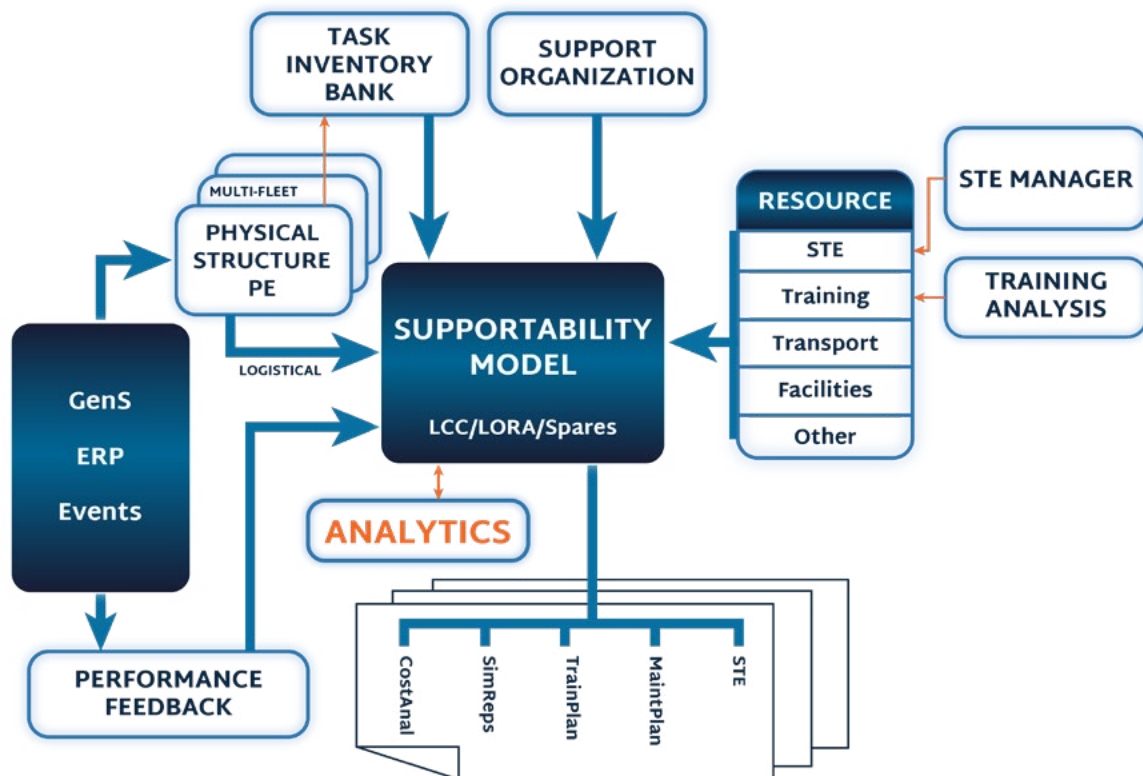 TASK
INVENTORY
BANK
SUPPORT
ORGANIZATION
MULTI-FLEET
PHYSICAL
STRUCTURE
PE
RESOURCE
STE
Training
Transport
Facilities
Other
STE MANAGER
TRAINING
ANALYSIS
SUPPORTABILITY
MODEL
LCC/LORA/Spares
LOGISTICAL
GenS
ERP
Events
ANALYTICS
PERFORMANCE
FEEDBACK
CostAnal
SimReps
TrainPlan
MaintPlan
STE